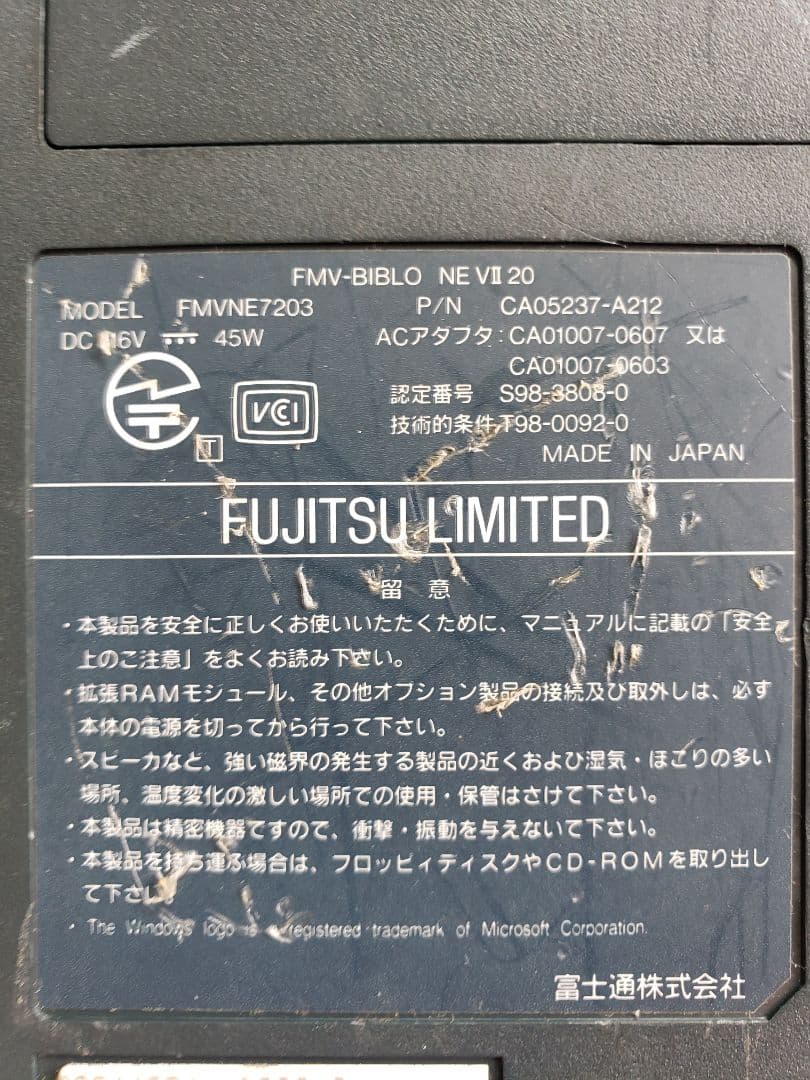 FMV-BIBLO NE VII 20
MODEL FMVNE7203 P/N CA05237-A212
DC 16V 45W ACアダプタ:CA01007-0607 又は
CA01007-0603
認定番号 S98-3808-0
技術的条件 T98-0092-0
VCI
T
MADE IN JAPAN
FUJITSU LIMITED
留意
・本製品を安全に正しくお使いいただくために、マニュアルに記載の「安全
上のご注意」をよくお読み下さい。
・拡張RAMモジュール、その他オプション製品の接続及び取外しは、必ず
本体の電源を切ってから行って下さい。
・スピーカなど、強い磁界の発生する製品の近くおよび湿気・ほこりの多い
場所、温度変化の激しい場所での使用・保管はさけて下さい。
・本製品は精密機器ですので、衝撃・振動を与えないで下さい。
・本製品を持ち運ぶ場合は、フロッピィディスクやCD-ROMを取り出し
て下さい。
・The Windows logo is a registered trademark of Microsoft Corporation.
富士通株式会社